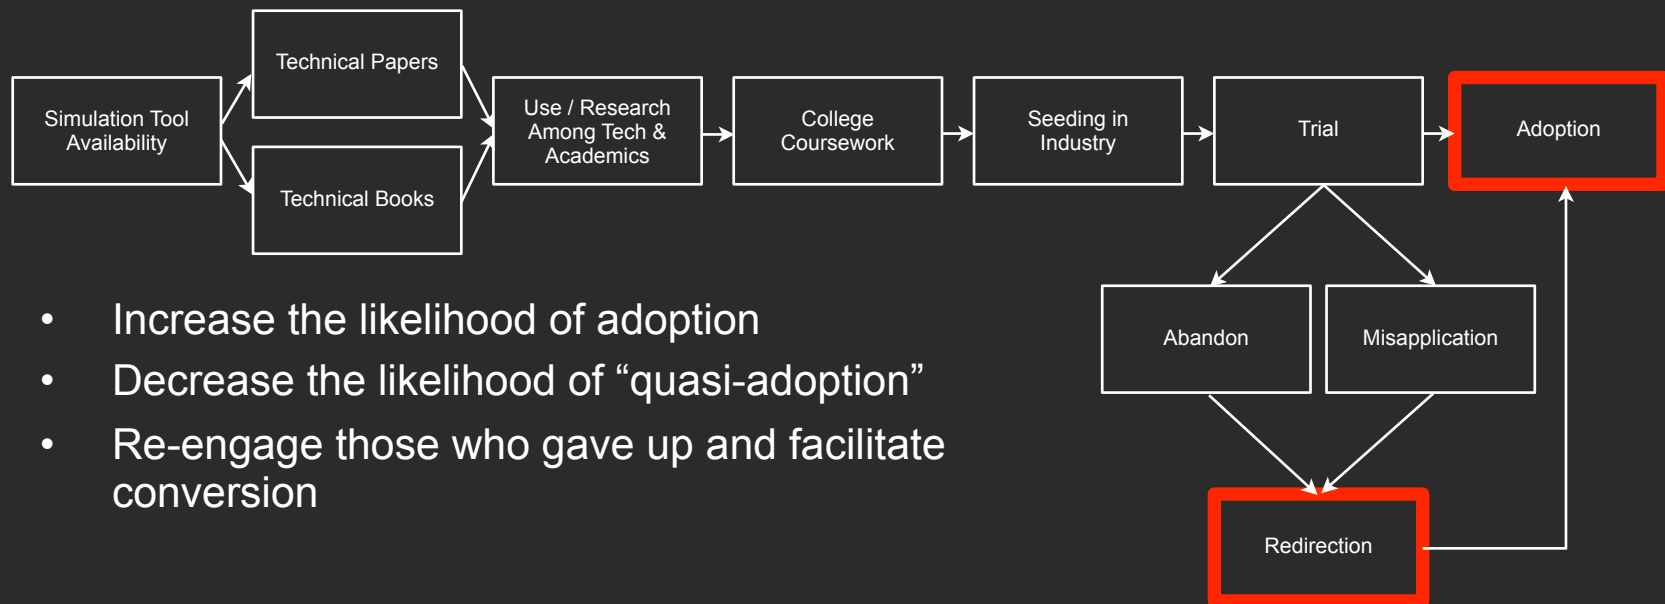 Simulation Tool
Availability
Technical Papers
Technical Books
Use / Research
Among Tech &
Academics
College
Coursework
Seeding in
Industry
Trial
Adoption
Abandon
Misapplication
Redirection
• Increase the likelihood of adoption
• Decrease the likelihood of “quasi-adoption”
• Re-engage those who gave up and facilitate
conversion